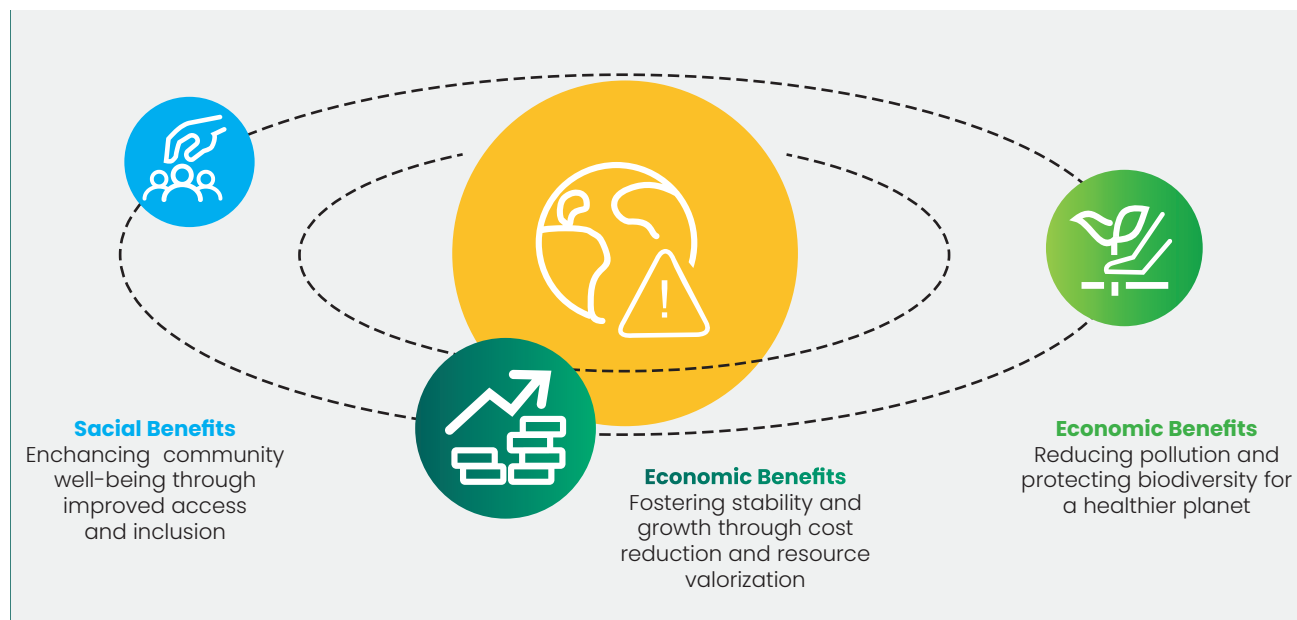 Sacial Benefits
Enchancing  community
well-being through
improved access
and inclusion
Economic Benefits
Fostering stability and
growth through cost
reduction and resource
valorization
Economic Benefits
Reducing pollution and
protecting biodiversity for
a healthier planet